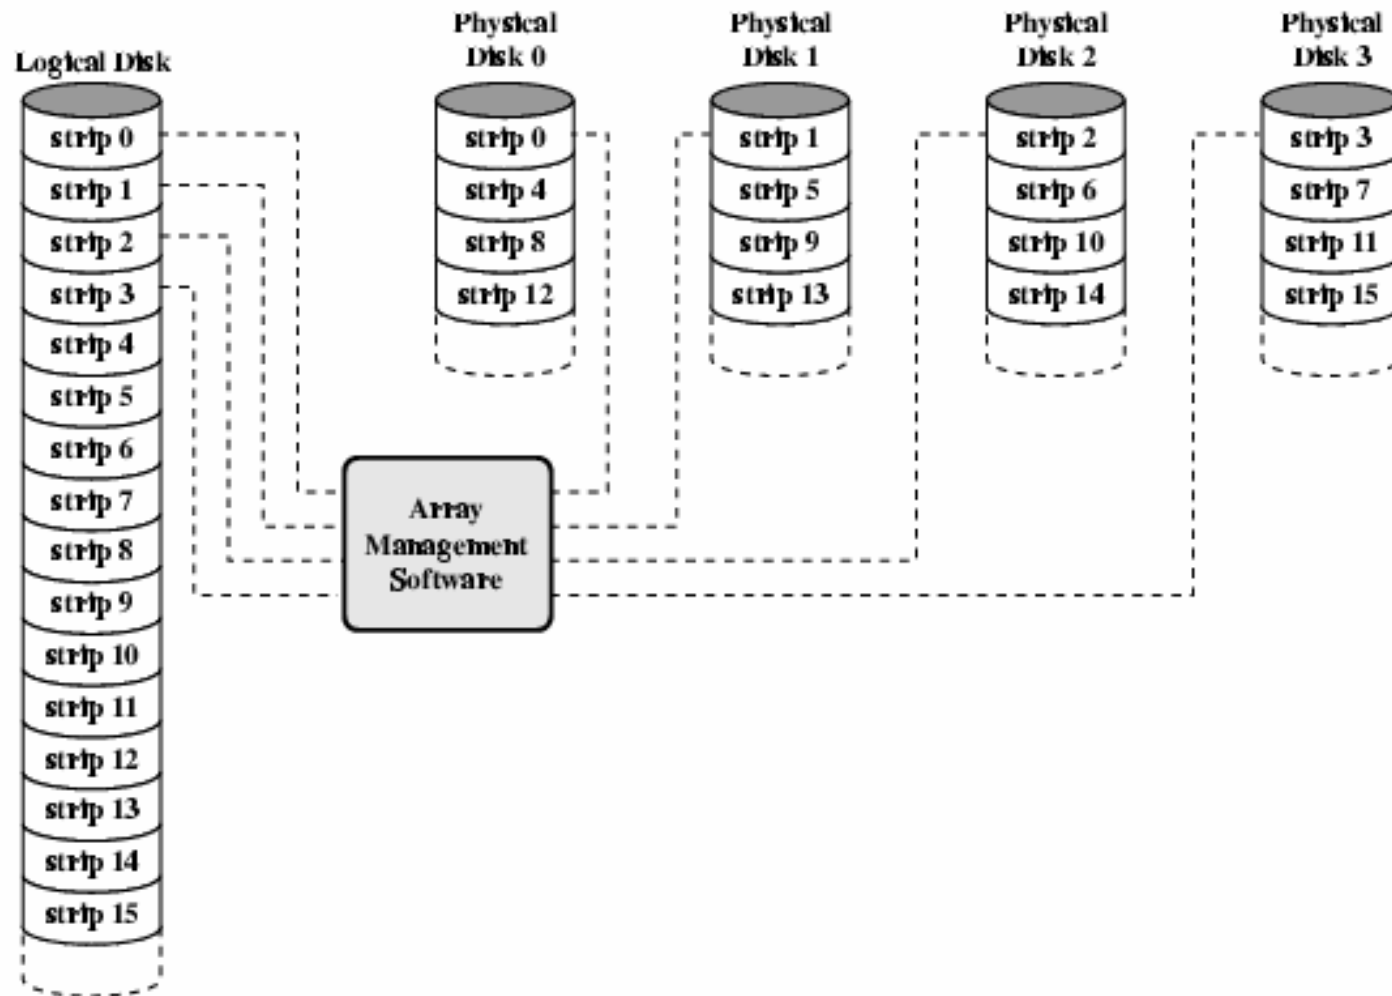 Logical Disk
strip 0
strip 1
strip 2
strip 3
strip 4
strip 5
strip 6
strip 7
strip 8
strip 9
strip 10
strip 11
strip 12
strip 13
strip 14
strip 15
Physical
Disk 0
strip 0
strip 4
strip 8
strip 12
Physical
Disk 1
strip 1
strip 5
strip 9
strip 13
Physical
Disk 2
strip 2
strip 6
strip 10
strip 14
Physical
Disk 3
strip 3
strip 7
strip 11
strip 15
Array
Management
Software